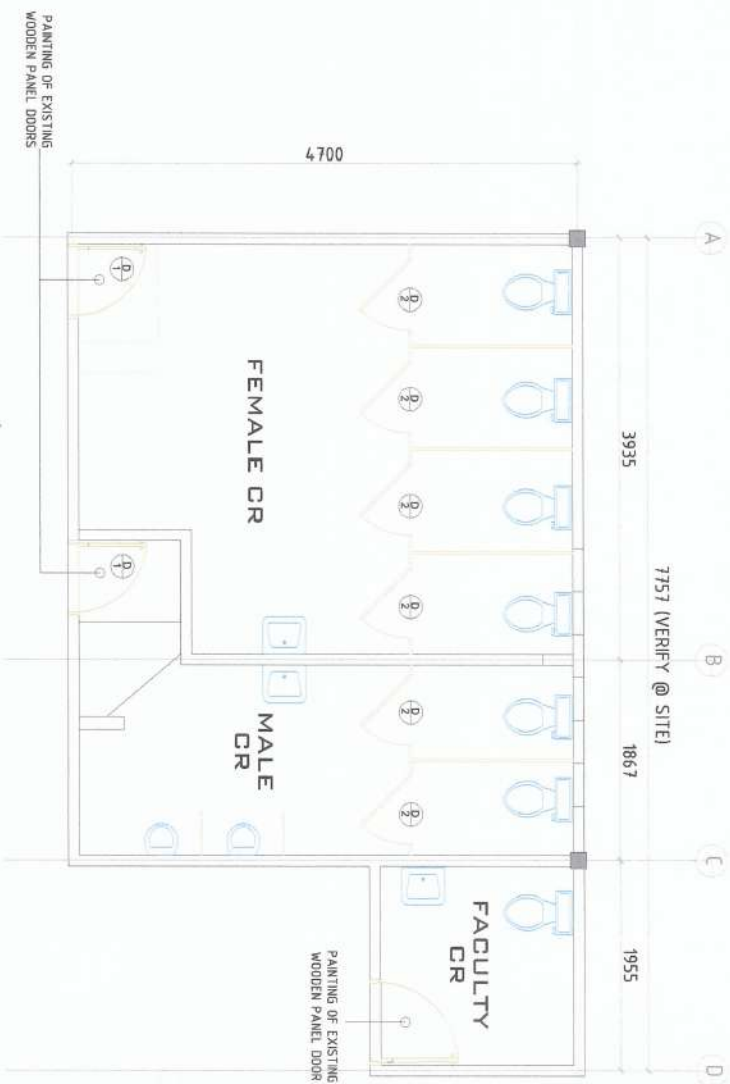 A
B
C
D
7757 (VERIFY @ SITE)
3935
1867
1955
4700
D
2
D
2
D
2
D
2
D
2
D
2
FEMALE CR
MALE
CR
FACULTY
CR
D
1
D
1
PAINTING OF EXISTING
WOODEN PANEL DOORS
PAINTING OF EXISTING
WOODEN PANEL DOOR